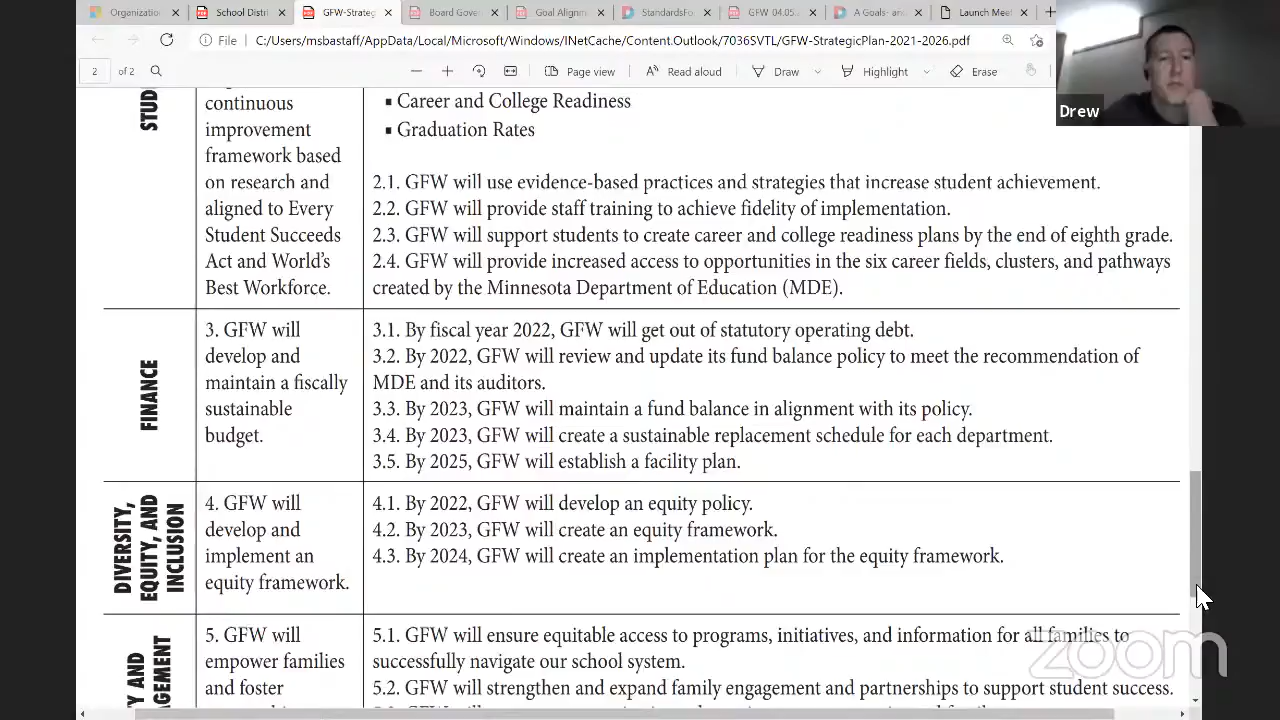 Organization
School Distri
GFW-Strateg
Board Gover
Goal Alignm
StandardsFo
GFW 04.05.
A Goals- and
Launch Meet
File
C:/Users/msbastaff/AppData/Local/Microsoft/Windows/INetCache/Content.Outlook/7036SVTL/GFW-StrategicPlan-2021-2026.pdf
2 of 2
Page view
Read aloud
Draw
Highlight
Erase
Drew
STUD
continuous
improvement
framework based
on research and
aligned to Every
Student Succeeds
Act and World's
Best Workforce.
▪ Career and College Readiness
▪ Graduation Rates
2.1. GFW will use evidence-based practices and strategies that increase student achievement.
2.2. GFW will provide staff training to achieve fidelity of implementation.
2.3. GFW will support students to create career and college readiness plans by the end of eighth grade.
2.4. GFW will provide increased access to opportunities in the six career fields, clusters, and pathways
created by the Minnesota Department of Education (MDE).
FINANCE
3. GFW will
develop and
maintain a fiscally
sustainable
budget.
3.1. By fiscal year 2022, GFW will get out of statutory operating debt.
3.2. By 2022, GFW will review and update its fund balance policy to meet the recommendation of
MDE and its auditors.
3.3. By 2023, GFW will maintain a fund balance in alignment with its policy.
3.4. By 2023, GFW will create a sustainable replacement schedule for each department.
3.5. By 2025, GFW will establish a facility plan.
DIVERSITY,
EQUITY, AND
INCLUSION
4. GFW will
develop and
implement an
equity framework.
4.1. By 2022, GFW will develop an equity policy.
4.2. By 2023, GFW will create an equity framework.
4.3. By 2024, GFW will create an implementation plan for the equity framework.
Y AND
GEMENT
5. GFW will
empower families
and foster
5.1. GFW will ensure equitable access to programs, initiatives, and information for all families to
successfully navigate our school system.
5.2. GFW will strengthen and expand family engagement and partnerships to support student success.
zoom